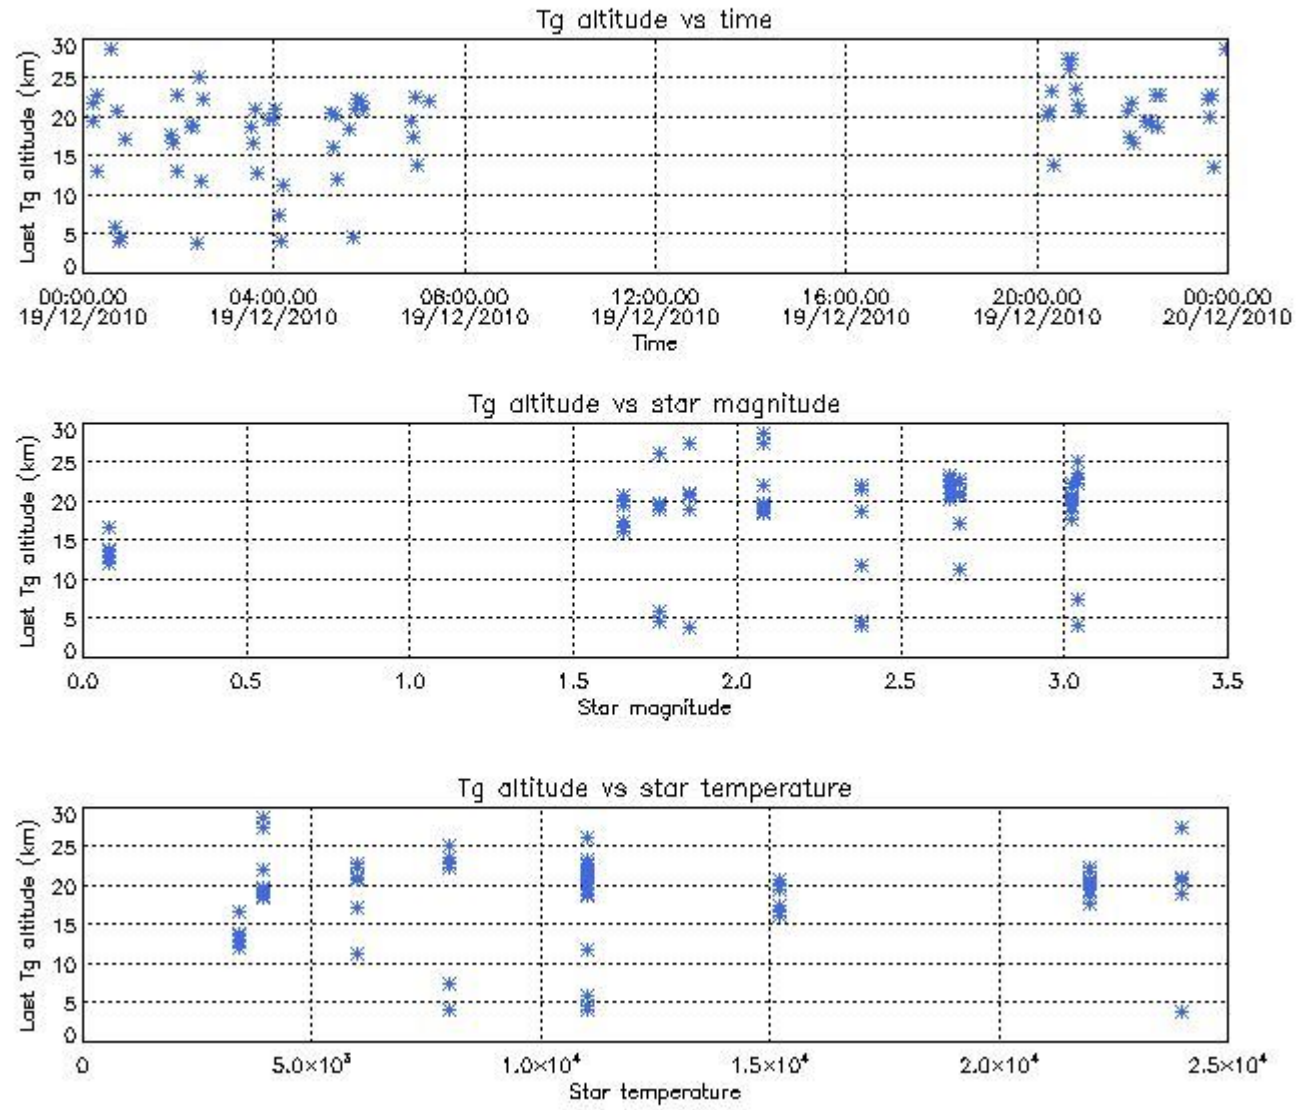 Tg altitude vs time
Last Tg altitude (km)
30
25
20
15
10
5
0
00:00.00 04:00.00 08:00.00 12:00.00 16:00.00 20:00.00 00:00.00
19/12/2010 19/12/2010 19/12/2010 19/12/2010 19/12/2010 19/12/2010 20/12/2010
Time
Tg altitude vs star magnitude
Last Tg altitude (km)
30
25
20
15
10
5
0
0.0 0.5 1.0 1.5 2.0 2.5 3.0 3.5
Star magnitude
Tg altitude vs star temperature
Last Tg altitude (km)
30
25
20
15
10
5
0
0 5.0×10³ 1.0×10⁴ 1.5×10⁴ 2.0×10⁴ 2.5×10⁴
Star temperature